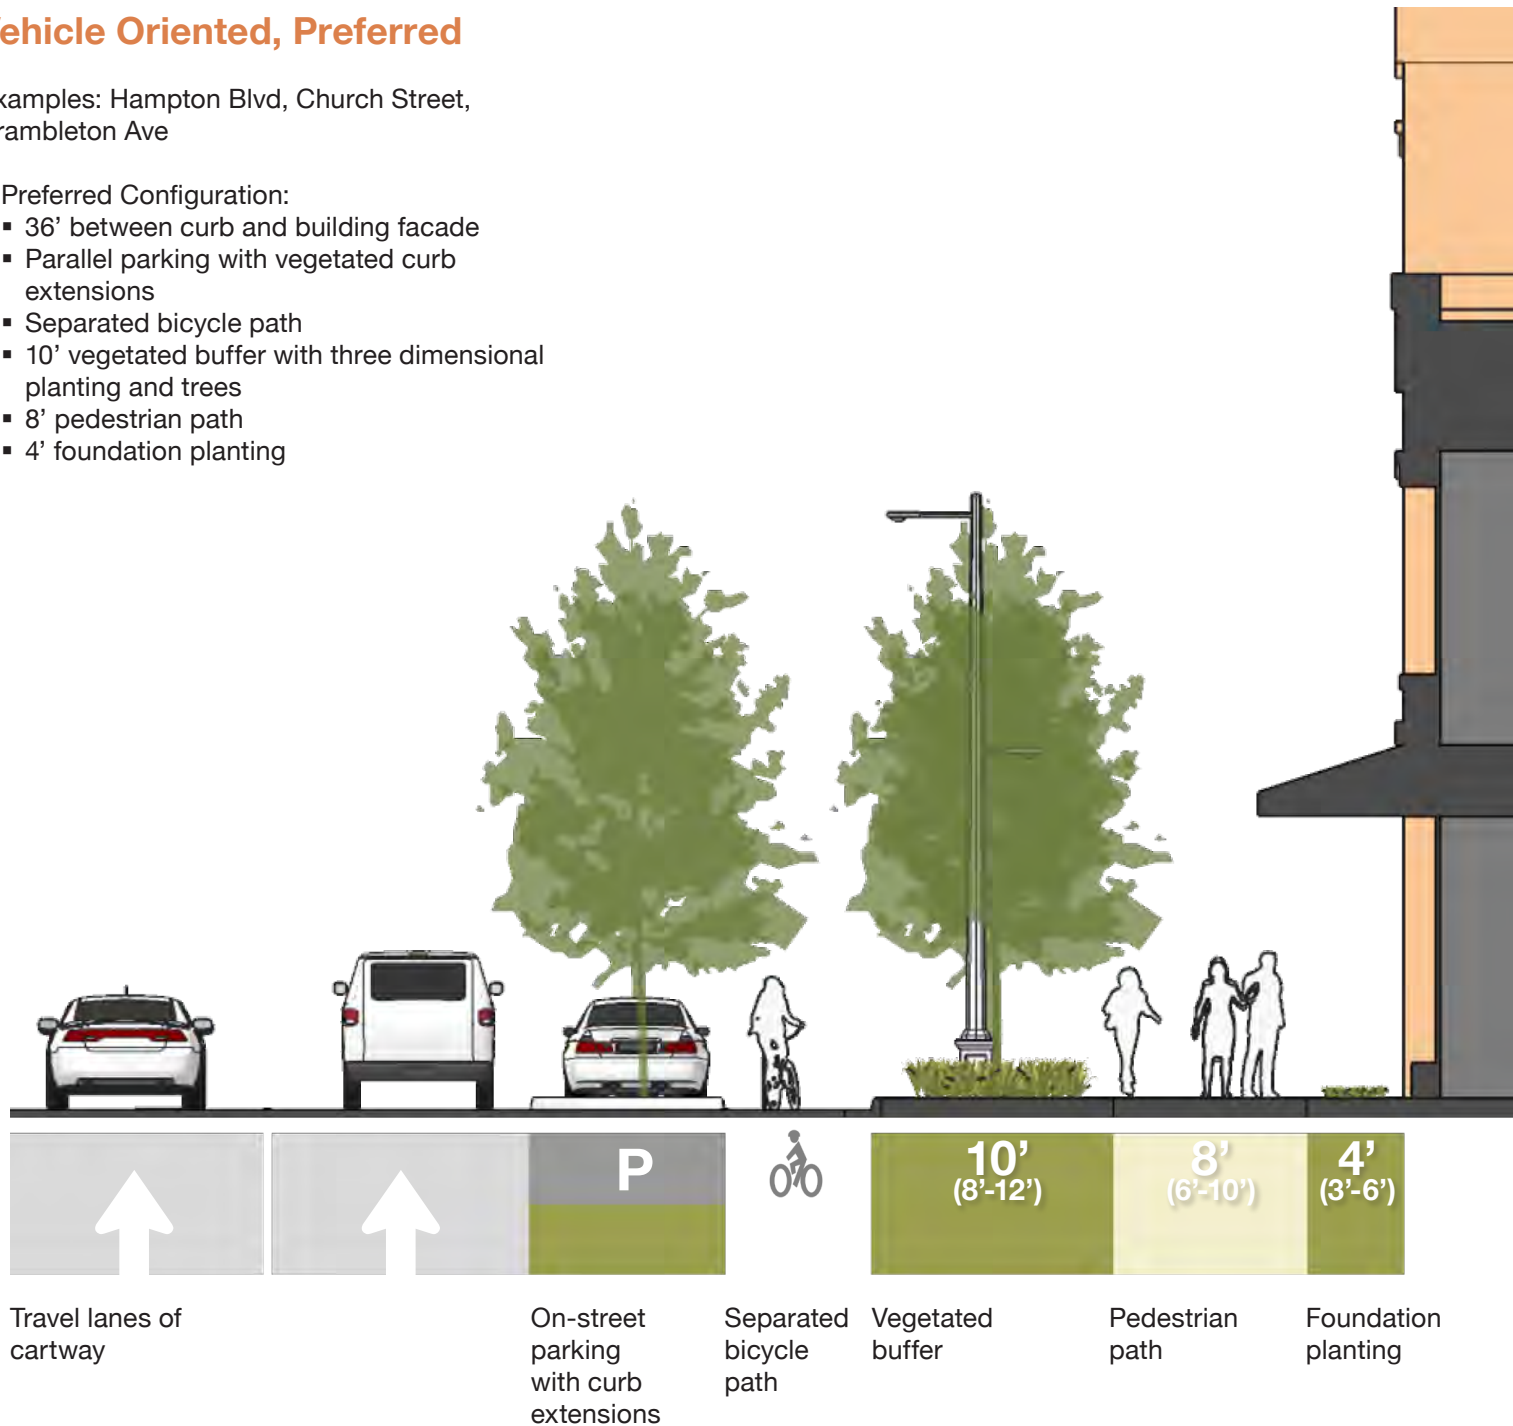 ehicle Oriented, Preferred
xamples: Hampton Blvd, Church Street,
rambleton Ave
Preferred Configuration:
▪ 36’ between curb and building facade
▪ Parallel parking with vegetated curb
extensions
▪ Separated bicycle path
▪ 10’ vegetated buffer with three dimensional
planting and trees
▪ 8’ pedestrian path
▪ 4’ foundation planting
P
10’
(8’-12’)
8’
(6’-10’)
4’
(3’-6’)
Travel lanes of
cartway
On-street
parking
with curb
extensions
Separated
bicycle
path
Vegetated
buffer
Pedestrian
path
Foundation
planting